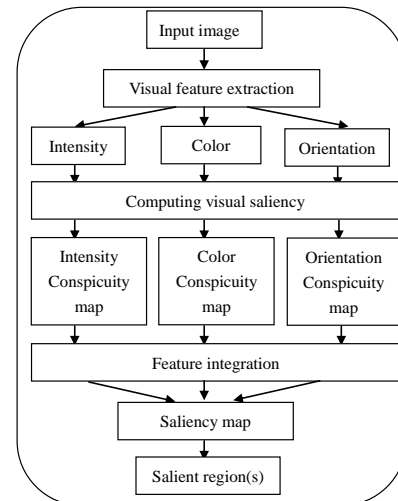 Input image
Visual feature extraction
Intensity
Color
Orientation
Computing visual saliency
Intensity
Conspicuity
map
Color
Conspicuity
map
Orientation
Conspicuity
map
Feature integration
Saliency map
Salient region(s)